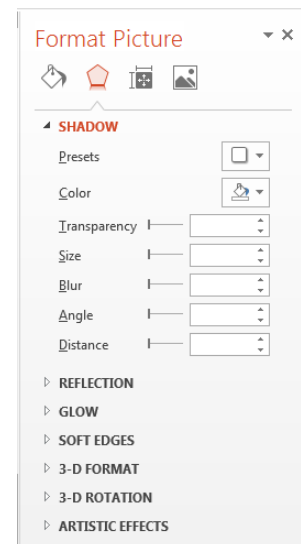 Format Picture
SHADOW
Presets
Color
Transparency
Size
Blur
Angle
Distance
REFLECTION
GLOW
SOFT EDGES
3-D FORMAT
3-D ROTATION
ARTISTIC EFFECTS